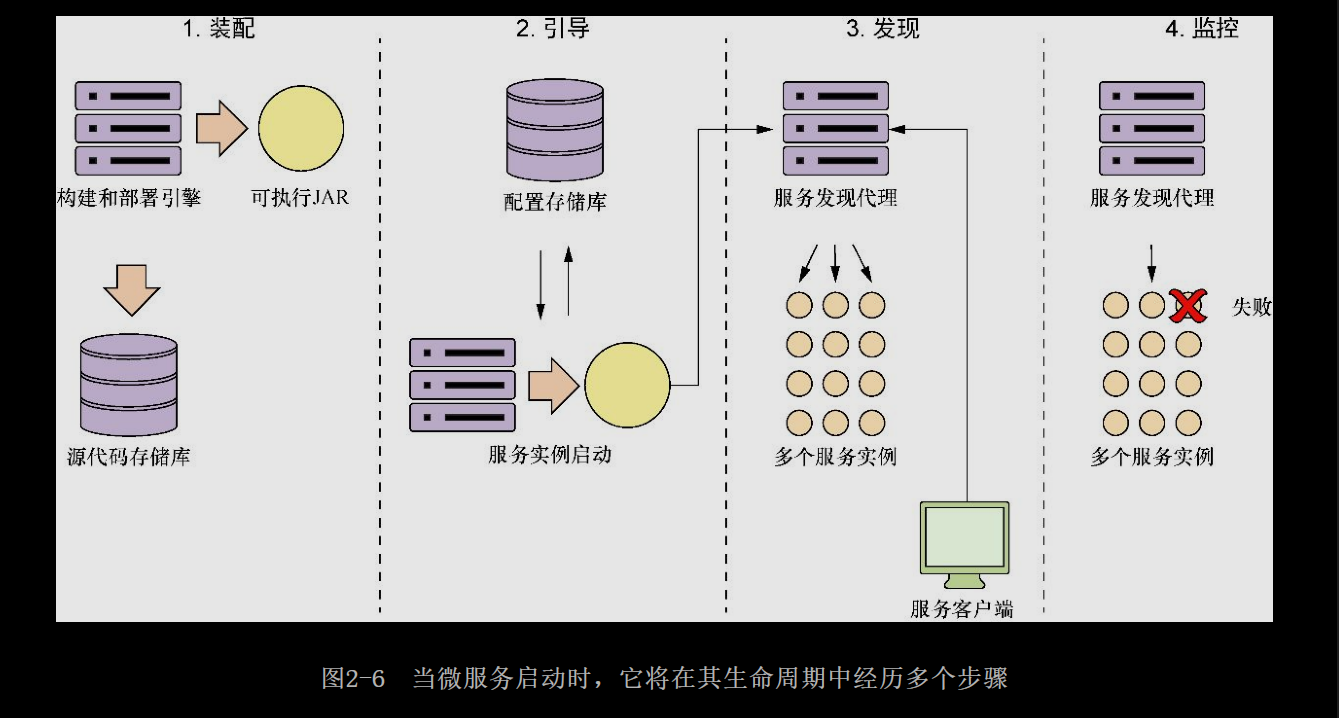 1. 装配
2. 引导
3. 发现
4. 监控
构建和部署引擎
可执行JAR
源代码存储库
配置存储库
服务实例启动
服务发现代理
多个服务实例
服务客户端
服务发现代理
失败
多个服务实例
图2-6 当微服务启动时，它将在其生命周期中经历多个步骤